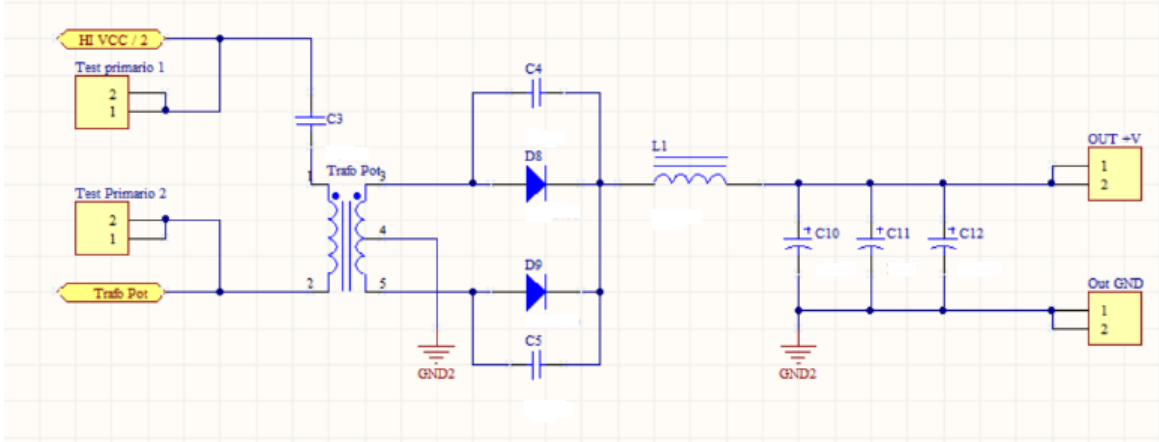 HI VCC / 2
Test primario 1
2
1
C3
C4
D8
L1
OUT +V
1
2
Trafo Pot
1
3
Test Primario 2
2
1
4
C10
C11
C12
D9
Trafo Pot
2
5
Out GND
1
2
C5
GND2
GND2